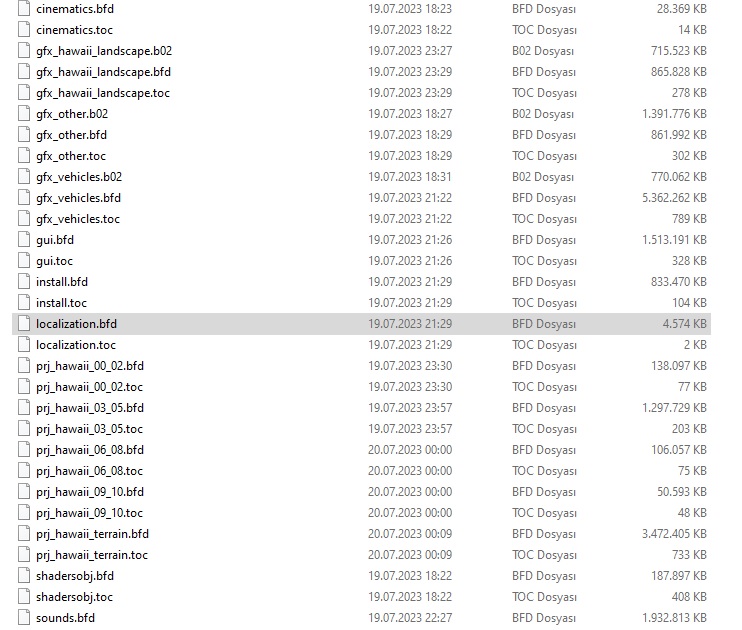 cinematics.bfd 19.07.2023 18:23 BFD Dosyası 28.369 KB
cinematics.toc 19.07.2023 18:22 TOC Dosyası 14 KB
gfx_hawaii_landscape.b02 19.07.2023 23:27 B02 Dosyası 715.523 KB
gfx_hawaii_landscape.bfd 19.07.2023 23:29 BFD Dosyası 865.828 KB
gfx_hawaii_landscape.toc 19.07.2023 23:29 TOC Dosyası 278 KB
gfx_other.b02 19.07.2023 18:27 B02 Dosyası 1.391.776 KB
gfx_other.bfd 19.07.2023 18:29 BFD Dosyası 861.992 KB
gfx_other.toc 19.07.2023 18:29 TOC Dosyası 302 KB
gfx_vehicles.b02 19.07.2023 18:31 B02 Dosyası 770.062 KB
gfx_vehicles.bfd 19.07.2023 21:22 BFD Dosyası 5.362.262 KB
gfx_vehicles.toc 19.07.2023 21:22 TOC Dosyası 789 KB
gui.bfd 19.07.2023 21:26 BFD Dosyası 1.513.191 KB
gui.toc 19.07.2023 21:26 TOC Dosyası 328 KB
install.bfd 19.07.2023 21:29 BFD Dosyası 833.470 KB
install.toc 19.07.2023 21:29 TOC Dosyası 104 KB
localization.bfd 19.07.2023 21:29 BFD Dosyası 4.574 KB
localization.toc 19.07.2023 21:29 TOC Dosyası 2 KB
prj_hawaii_00_02.bfd 19.07.2023 23:30 BFD Dosyası 138.097 KB
prj_hawaii_00_02.toc 19.07.2023 23:30 TOC Dosyası 77 KB
prj_hawaii_03_05.bfd 19.07.2023 23:57 BFD Dosyası 1.297.729 KB
prj_hawaii_03_05.toc 19.07.2023 23:57 TOC Dosyası 203 KB
prj_hawaii_06_08.bfd 20.07.2023 00:00 BFD Dosyası 106.057 KB
prj_hawaii_06_08.toc 20.07.2023 00:00 TOC Dosyası 75 KB
prj_hawaii_09_10.bfd 20.07.2023 00:00 BFD Dosyası 50.593 KB
prj_hawaii_09_10.toc 20.07.2023 00:00 TOC Dosyası 48 KB
prj_hawaii_terrain.bfd 20.07.2023 00:09 BFD Dosyası 3.472.405 KB
prj_hawaii_terrain.toc 20.07.2023 00:09 TOC Dosyası 733 KB
shadersobj.bfd 19.07.2023 18:22 BFD Dosyası 187.897 KB
shadersobj.toc 19.07.2023 18:22 TOC Dosyası 408 KB
sounds.bfd 19.07.2023 22:27 BFD Dosyası 1.932.813 KB